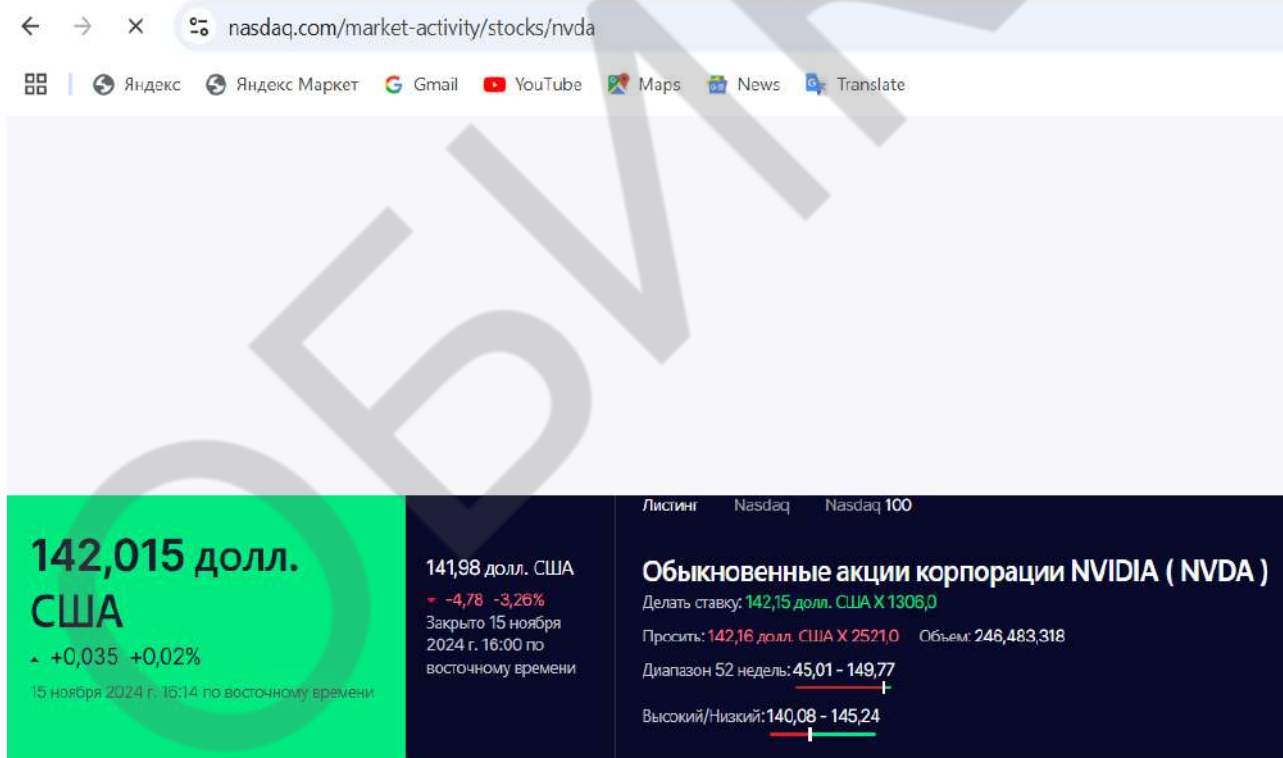 nasdaq.com/market-activity/stocks/nvda
Яндекс Яндекс Маркет Gmail YouTube Maps News Translate
ОБИ
142,015 долл.
США
+0,035 +0,02%
15 ноября 2024 г. 16:14 по восточному времени
141,98 долл. США
-4,78 -3,26%
Закрыто 15 ноября
2024 г. 16:00 по
восточному времени
Листинг Nasdaq Nasdaq 100
Обыкновенные акции корпорации NVIDIA ( NVDA )
Делать ставку: 142,15 долл. США X 1306,0
Просить: 142,16 долл. США X 2521,0 Объем: 246,483,318
Диапазон 52 недель: 45,01 - 149,77
Высокий/Низкий: 140,08 - 145,24